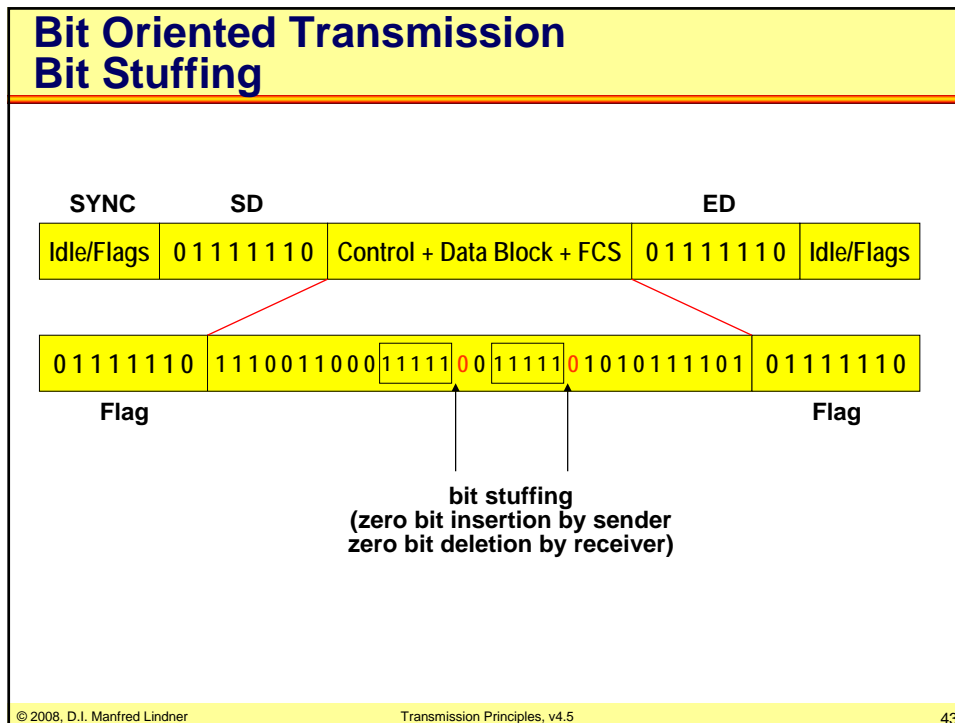 Bit Oriented Transmission
Bit Stuffing
SYNC SD ED
Idle/Flags 0 1 1 1 1 1 1 0 Control + Data Block + FCS 0 1 1 1 1 1 1 0 Idle/Flags
0 1 1 1 1 1 1 0 1 1 1 0 0 1 1 0 0 0 1 1 1 1 1 0 0 1 1 1 1 1 0 1 0 1 0 1 1 1 1 0 1 0 1 1 1 1 1 1 0
Flag Flag
bit stuffing
(zero bit insertion by sender
zero bit deletion by receiver)
© 2008, D.I. Manfred Lindner Transmission Principles, v4.5 43